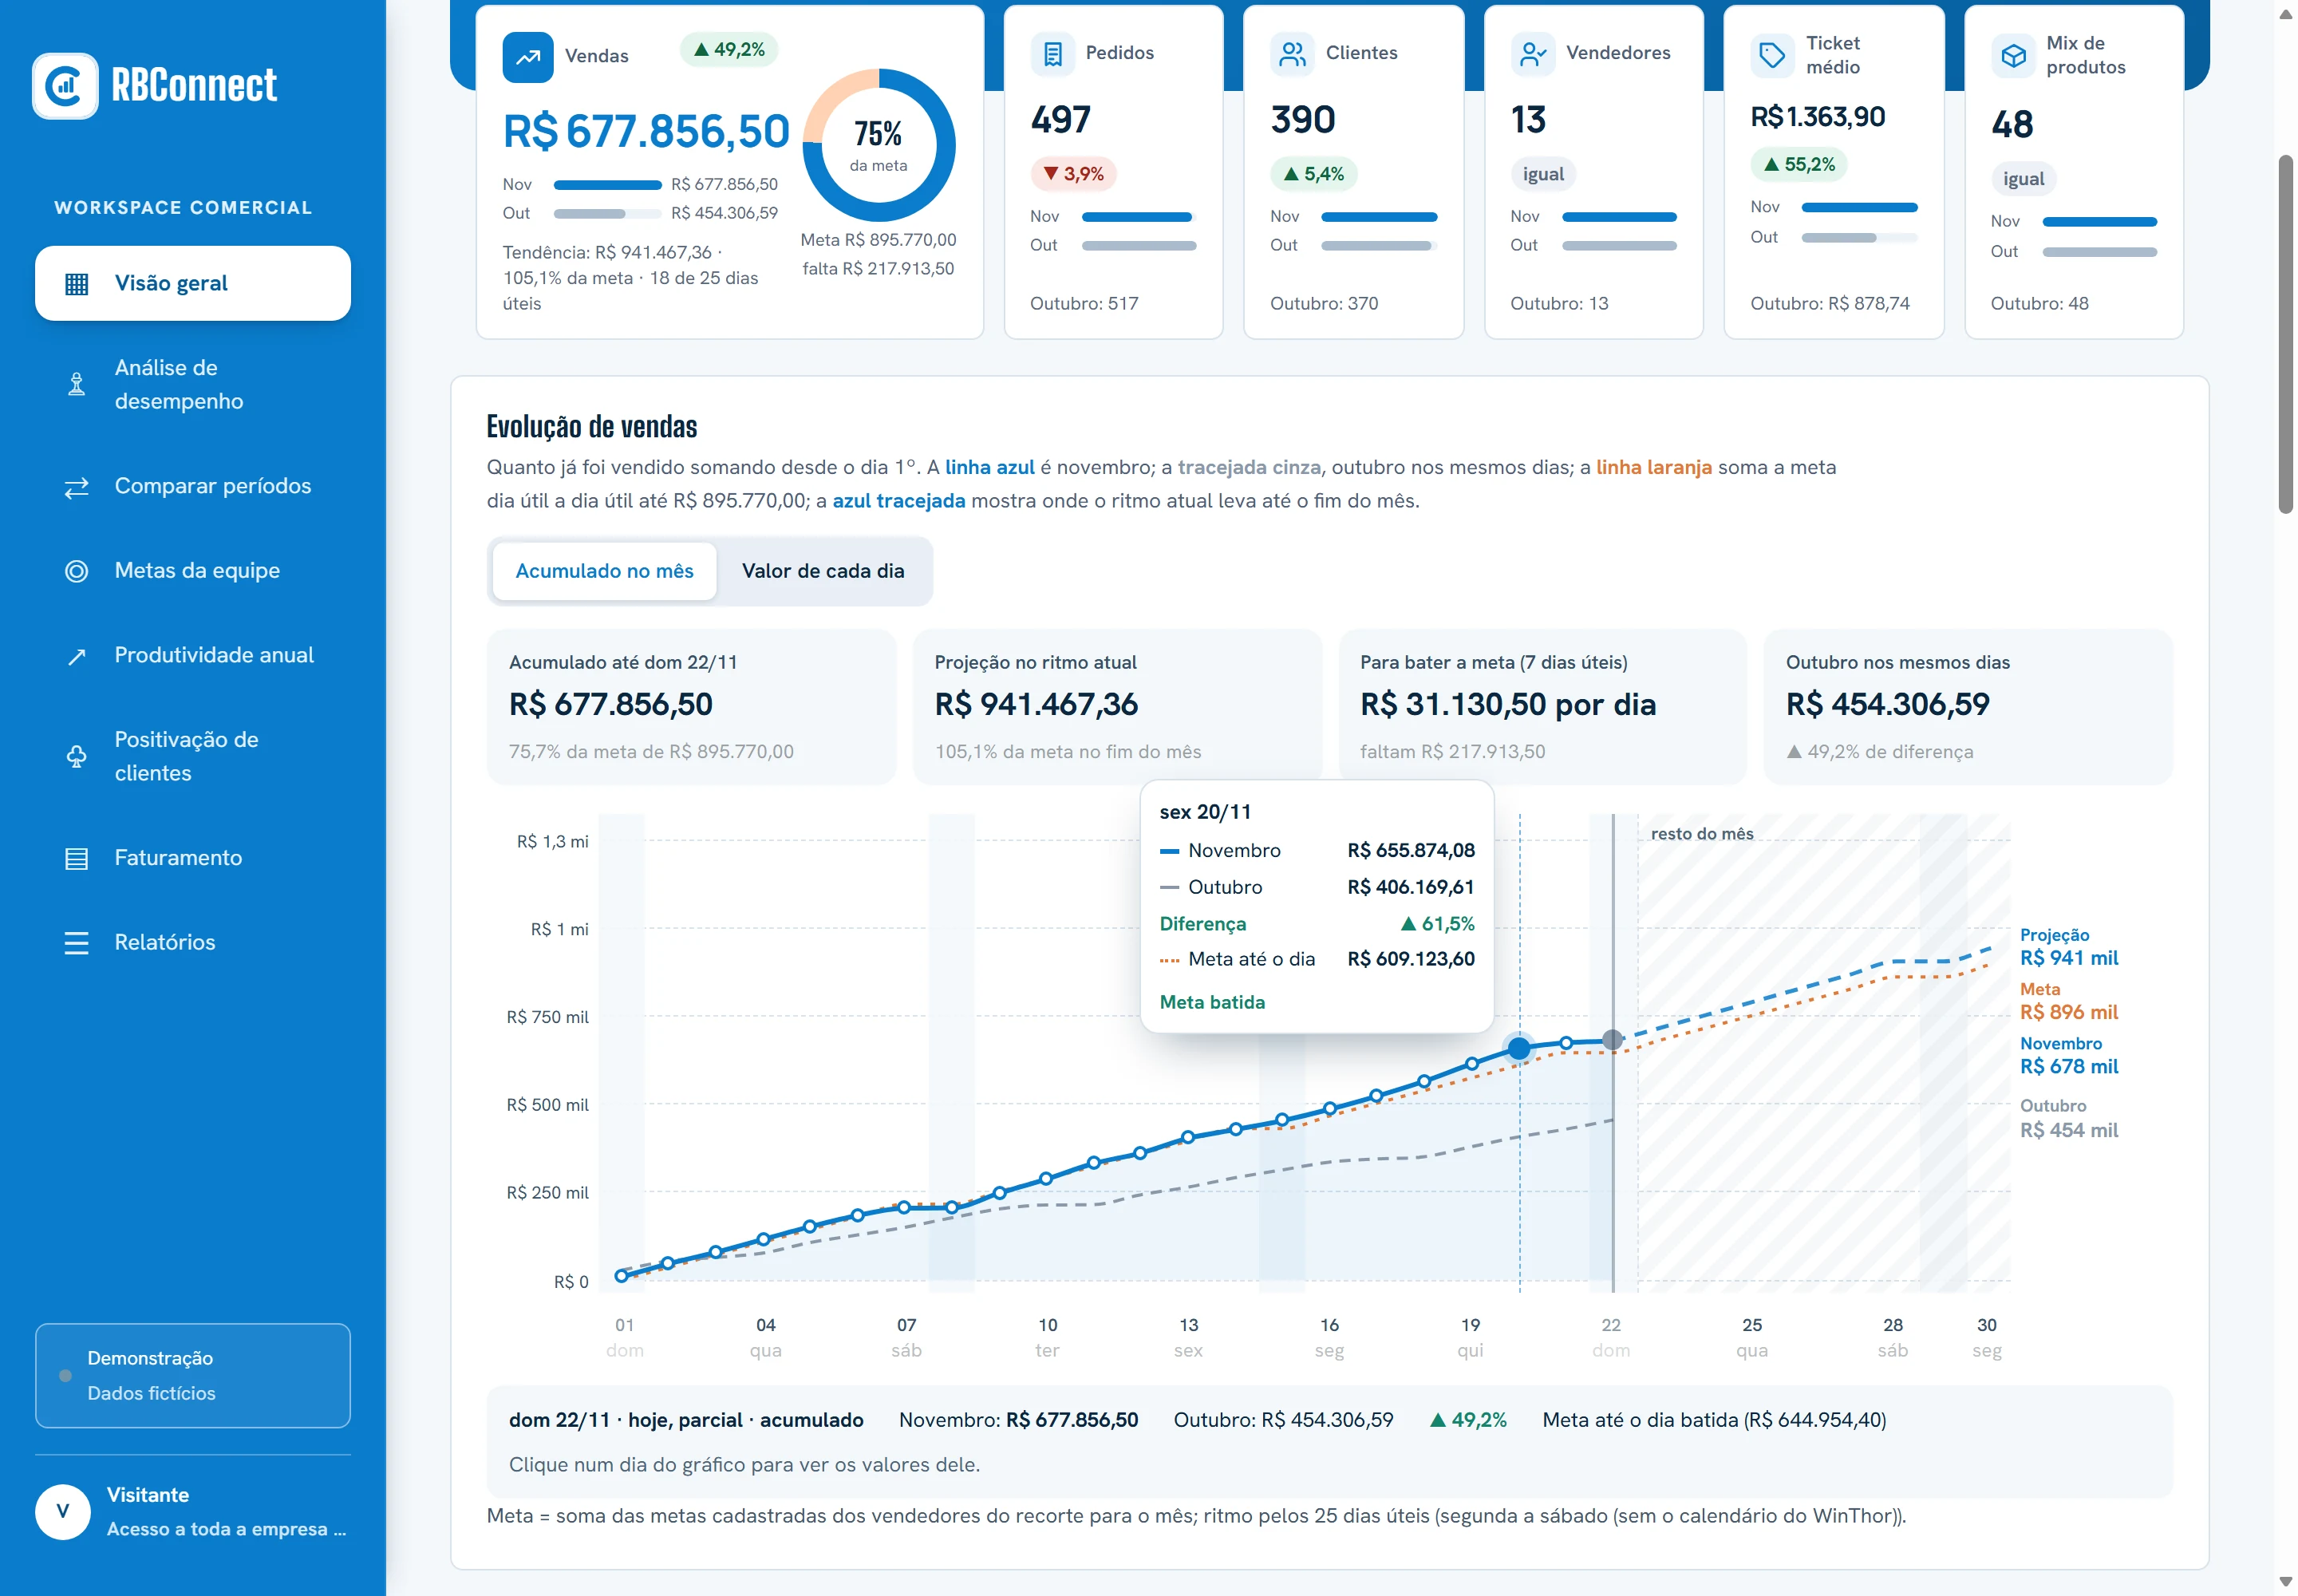 RBConnect
WORKSPACE COMERCIAL
Visão geral
Análise de
desempenho
Comparar períodos
Metas da equipe
Produtividade anual
Positivação de
clientes
Faturamento
Relatórios
Demonstração
Dados fictícios
V
Visitante
Acesso a toda a empresa ...
Vendas
▲ 49,2%
R$ 677.856,50
Nov R$ 677.856,50
Out R$ 454.306,59
Tendência: R$ 941.467,36 ·
105,1% da meta · 18 de 25 dias
úteis
75%
da meta
Meta R$ 895.770,00
falta R$ 217.913,50
Pedidos
497
▼ 3,9%
Nov
Out
Outubro: 517
Clientes
390
▲ 5,4%
Nov
Out
Outubro: 370
Vendedores
13
igual
Nov
Out
Outubro: 13
Ticket
médio
R$ 1.363,90
▲ 55,2%
Nov
Out
Outubro: R$ 878,74
Mix de
produtos
48
igual
Nov
Out
Outubro: 48
Evolução de vendas
Quanto já foi vendido somando desde o dia 1º. A linha azul é novembro; a tracejada cinza, outubro nos mesmos dias; a linha laranja soma a meta
dia útil a dia útil até R$ 895.770,00; a azul tracejada mostra onde o ritmo atual leva até o fim do mês.
Acumulado no mês
Valor de cada dia
Acumulado até dom 22/11
R$ 677.856,50
75,7% da meta de R$ 895.770,00
Projeção no ritmo atual
R$ 941.467,36
105,1% da meta no fim do mês
Para bater a meta (7 dias úteis)
R$ 31.130,50 por dia
faltam R$ 217.913,50
Outubro nos mesmos dias
R$ 454.306,59
▲ 49,2% de diferença
R$ 1,3 mi
R$ 1 mi
R$ 750 mil
R$ 500 mil
R$ 250 mil
R$ 0
sex 20/11
Novembro R$ 655.874,08
Outubro R$ 406.169,61
Diferença ▲ 61,5%
Meta até o dia R$ 609.123,60
Meta batida
resto do mês
Projeção
R$ 941 mil
Meta
R$ 896 mil
Novembro
R$ 678 mil
Outubro
R$ 454 mil
01 04 07 10 13 16 19 22 25 28 30
dom qua sáb ter sex seg qui dom qua sáb seg
dom 22/11 · hoje, parcial · acumulado Novembro: R$ 677.856,50 Outubro: R$ 454.306,59 ▲ 49,2% Meta até o dia batida (R$ 644.954,40)
Clique num dia do gráfico para ver os valores dele.
Meta = soma das metas cadastradas dos vendedores do recorte para o mês; ritmo pelos 25 dias úteis (segunda a sábado (sem o calendário do WinThor)).